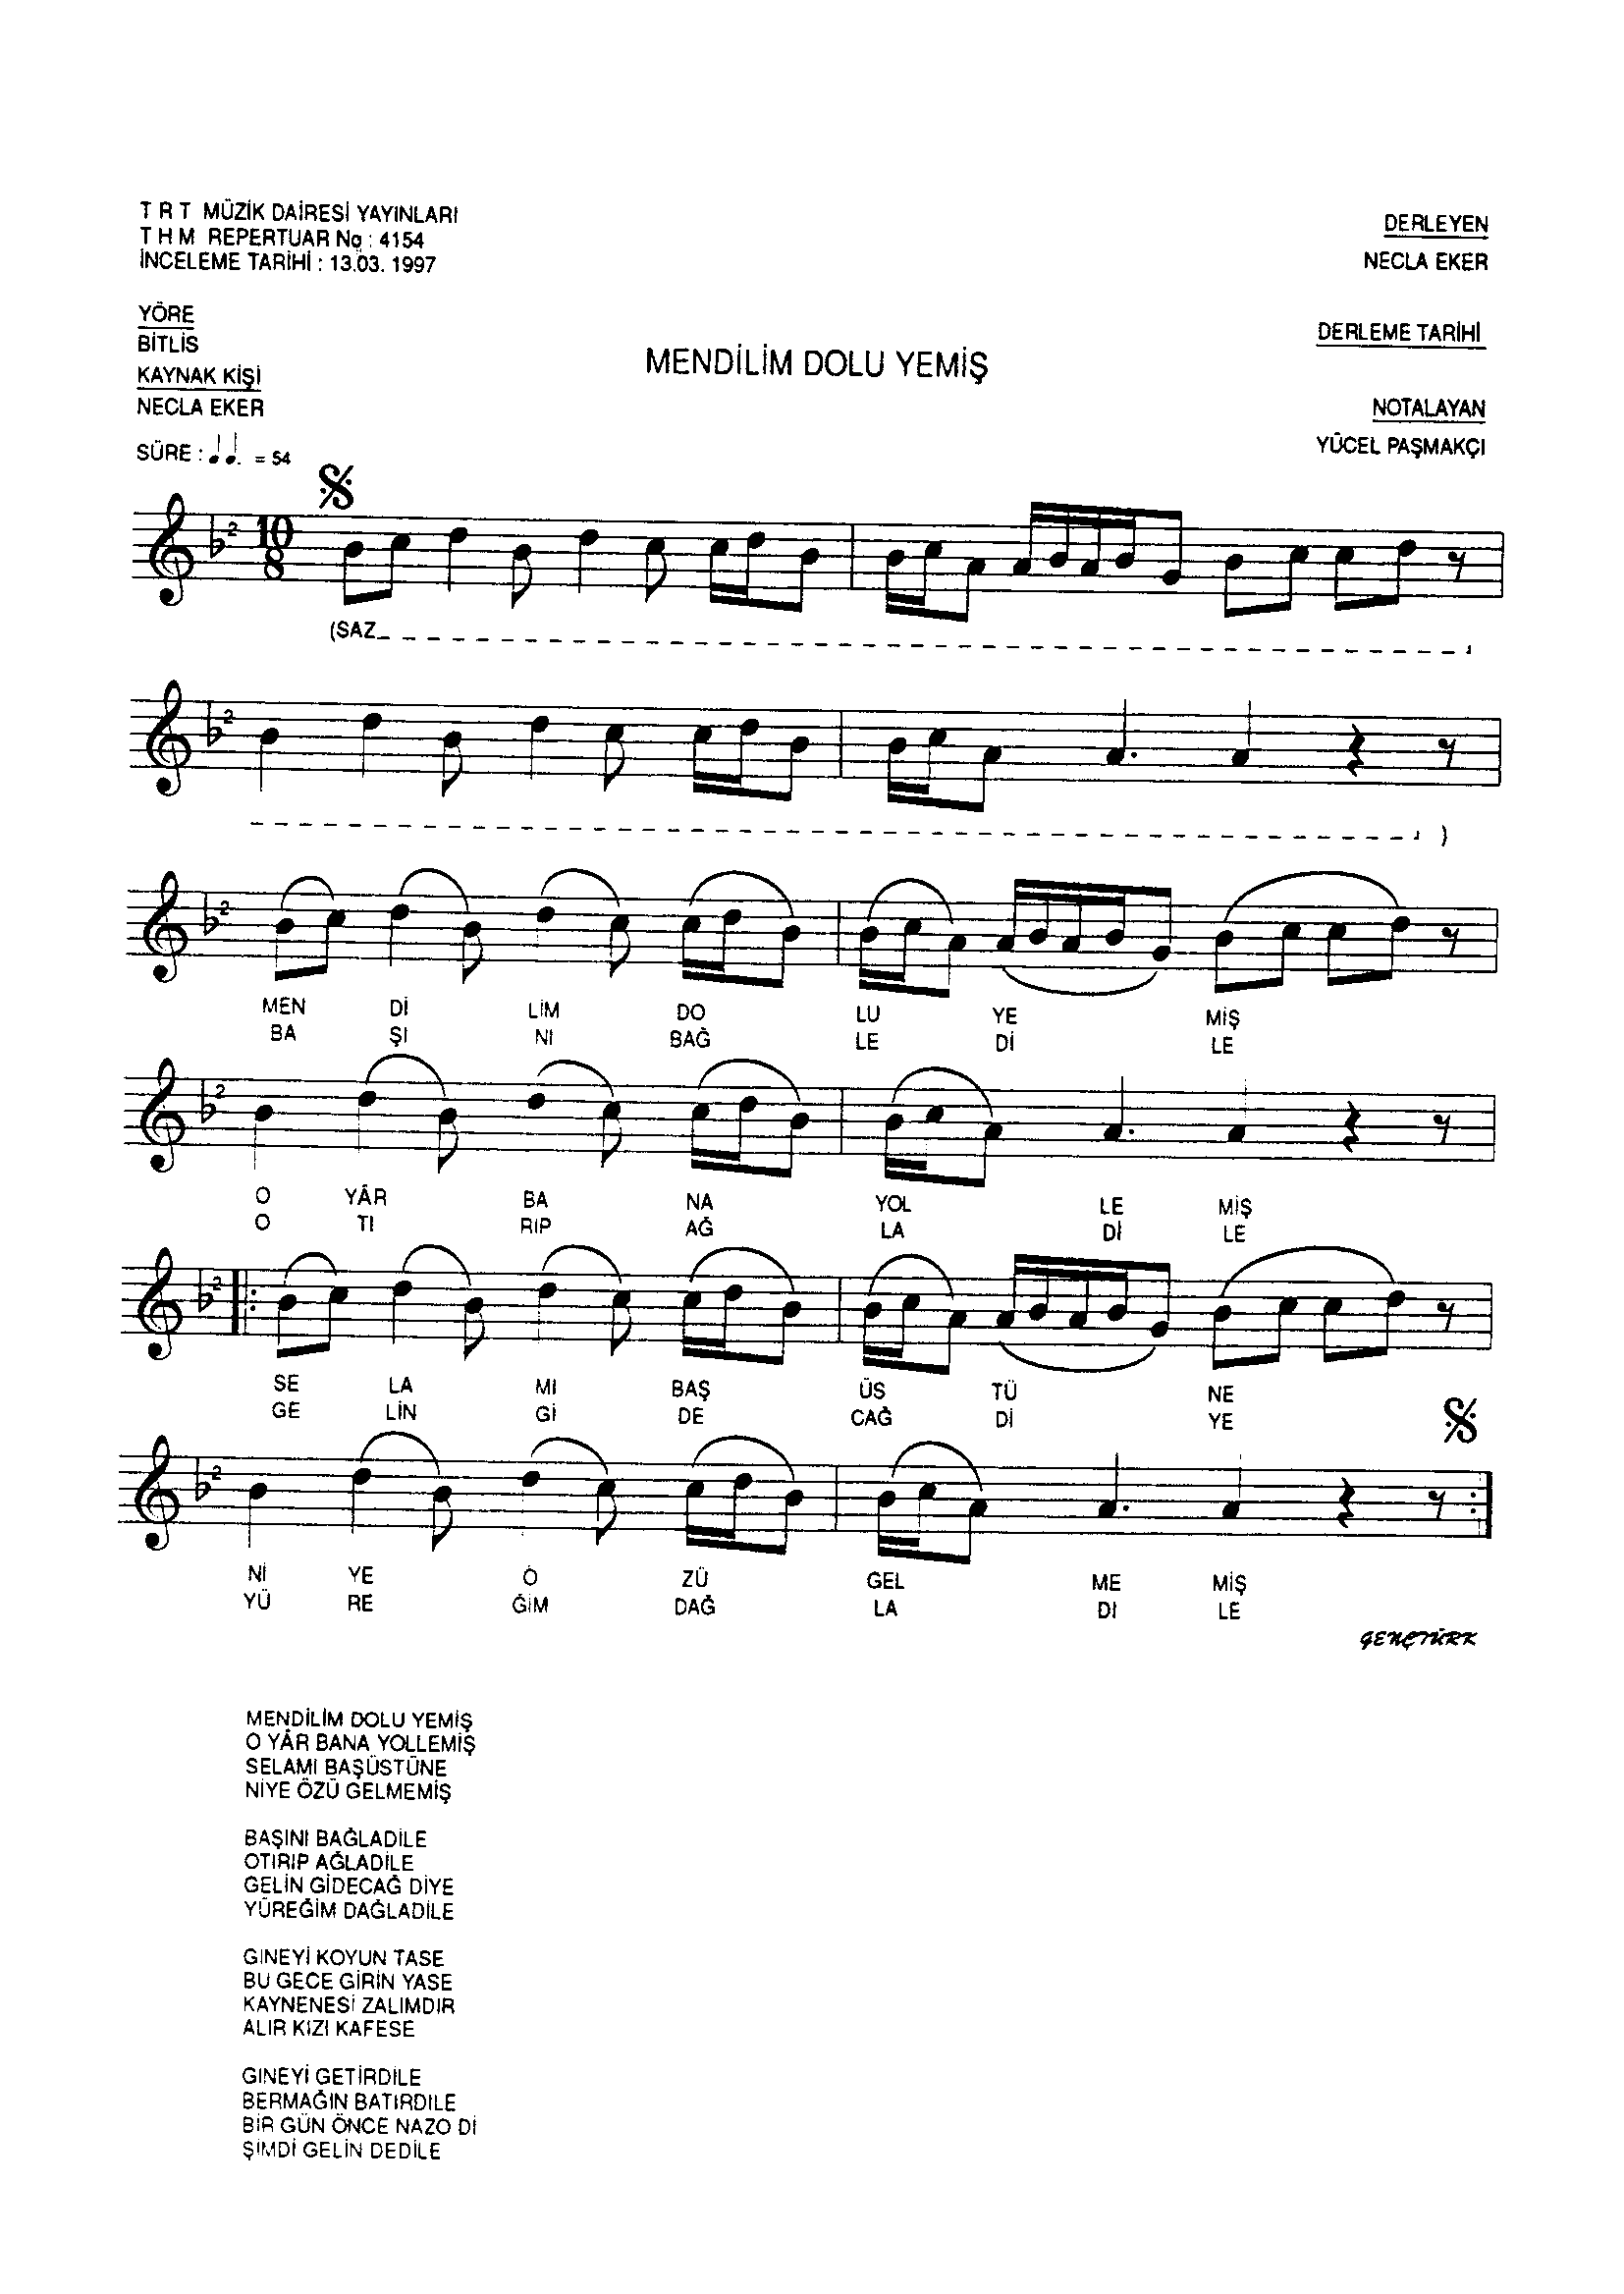 T R T MÜZİK DAİRESİ YAYINLARI
T H M REPERTUAR No : 4154
İNCELEME TARİHİ : 13.03. 1997
DERLEYEN
NECLA EKER
YÖRE
BİTLİS
KAYNAK KİŞİ
NECLA EKER
SÜRE : = 54
MENDİLİM DOLU YEMİŞ
DERLEME TARİHİ
NOTALAYAN
YÜCEL PAŞMAKÇI
2 10 8
(SAZ
2
)
2
MEN Dİ LİM DO LU YE MİŞ
BA ŞI NI BAĞ LE Dİ LE
2
O YÂR BA NA YOL LE MİŞ
O TI RIP AĞ LA Dİ LE
2
SE LA MI BAŞ ÜS TÜ NE
GE LİN Gİ DE CAĞ Dİ YE
2
Nİ YE Ö ZÜ GEL ME MİŞ
YÜ RE ĞİM DAĞ LA DI LE
GENÇTÜRK
MENDİLİM DOLU YEMİŞ
O YÂR BANA YOLLEMİŞ
SELAMI BAŞÜSTÜNE
NİYE ÖZÜ GELMEMİŞ
BAŞINI BAĞLADİLE
OTIRIP AĞLADİLE
GELİN GİDECAĞ DİYE
YÜREĞİM DAĞLADİLE
GINEYİ KOYUN TASE
BU GECE GİRİN YASE
KAYNENESİ ZALIMDIR
ALIR KIZI KAFESE
GINEYİ GETİRDİLE
BERMAĞIN BATIRDILE
BİR GÜN ÖNCE NAZO Dİ
ŞİMDİ GELİN DEDİLE